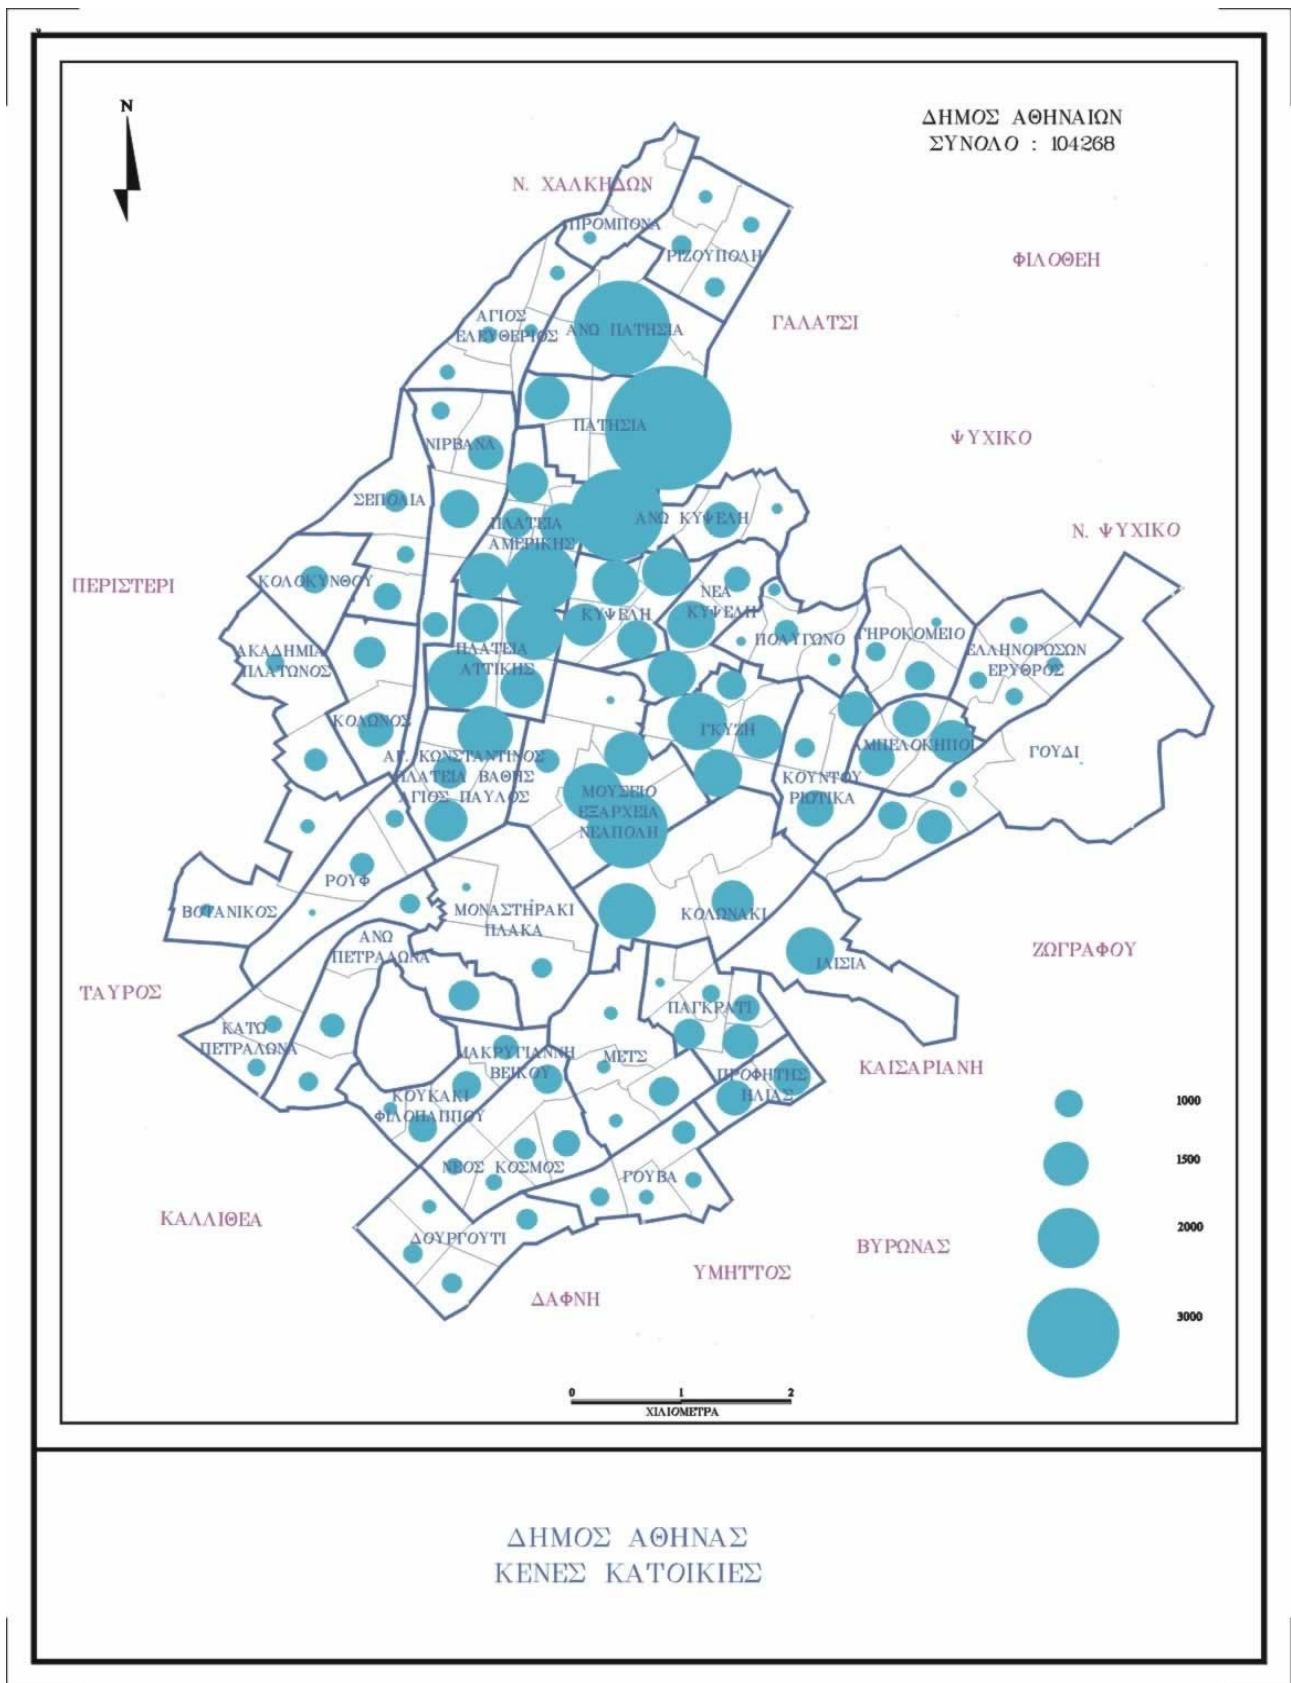 N
ΔΗΜΟΣ ΑΘΗΝΑΙΩΝ
ΣΥΝΟΛΟ : 104268
Ν. ΧΑΛΚΗΔΩΝ
ΠΡΟΜΠΟΝΑ
ΡΙΖΟΥΠΟΛΗ
ΦΙΛΟΘΕΗ
ΑΓΙΟΣ
ΕΛΕΥΘΕΡΙΟΣ
ΑΝΩ ΠΑΤΗΣΙΑ
ΓΑΛΑΤΣΙ
ΠΑΤΗΣΙΑ
ΝΙΡΒΑΝΑ
ΨΥΧΙΚΟ
ΣΕΠΟΛΙΑ
ΠΛΑΤΕΙΑ
ΑΜΕΡΙΚΗΣ
ΑΝΩ ΚΥΨΕΛΗ
Ν. ΨΥΧΙΚΟ
ΠΕΡΙΣΤΕΡΙ
ΚΟΛΟΚΥΝΘΟΥ
ΝΕΑ
ΚΥΨΕΛΗ
ΚΥΨΕΛΗ
ΠΟΛΥΓΩΝΟ
ΓΗΡΟΚΟΜΕΙΟ
ΕΛΛΗΝΟΡΩΣΩΝ
ΕΡΥΘΡΟΣ
ΑΚΑΔΗΜΙΑ
ΠΛΑΤΩΝΟΣ
ΠΛΑΤΕΙΑ
ΑΤΤΙΚΗΣ
ΚΟΛΩΝΟΣ
ΓΚΥΖΗ
ΑΜΠΕΛΟΚΗΠΟΙ
ΓΟΥΔΙ
ΑΓ. ΚΩΝΣΤΑΝΤΙΝΟΣ
ΠΛΑΤΕΙΑ ΒΑΘΗΣ
ΑΓΙΟΣ ΠΑΥΛΟΣ
ΜΟΥΣΕΙΟ
ΕΞΑΡΧΕΙΑ
ΝΕΑΠΟΛΗ
ΚΟΥΝΤΟΥ
ΡΙΩΤΙΚΑ
ΡΟΥΦ
ΒΟΤΑΝΙΚΟΣ
ΜΟΝΑΣΤΗΡΑΚΙ
ΠΛΑΚΑ
ΚΟΛΩΝΑΚΙ
ΑΝΩ
ΠΕΤΡΑΛΩΝΑ
ΙΛΙΣΙΑ
ΖΩΓΡΑΦΟΥ
ΤΑΥΡΟΣ
ΠΑΓΚΡΑΤΙ
ΚΑΤΩ
ΠΕΤΡΑΛΩΝΑ
ΜΑΚΡΥΓΙΑΝΝΗ
ΒΕΙΚΟΥ
ΜΕΤΣ
ΠΡΟΦΗΤΗΣ
ΗΛΙΑΣ
ΚΑΙΣΑΡΙΑΝΗ
ΚΟΥΚΑΚΙ
ΦΙΛΟΠΑΠΠΟΥ
1000
1500
ΝΕΟΣ ΚΟΣΜΟΣ
ΓΟΥΒΑ
ΚΑΛΛΙΘΕΑ
2000
ΔΟΥΡΓΟΥΤΙ
ΒΥΡΩΝΑΣ
ΥΜΗΤΤΟΣ
ΔΑΦΝΗ
3000
0 1 2
ΧΙΛΙΟΜΕΤΡΑ
ΔΗΜΟΣ ΑΘΗΝΑΣ
ΚΕΝΕΣ ΚΑΤΟΙΚΙΕΣ